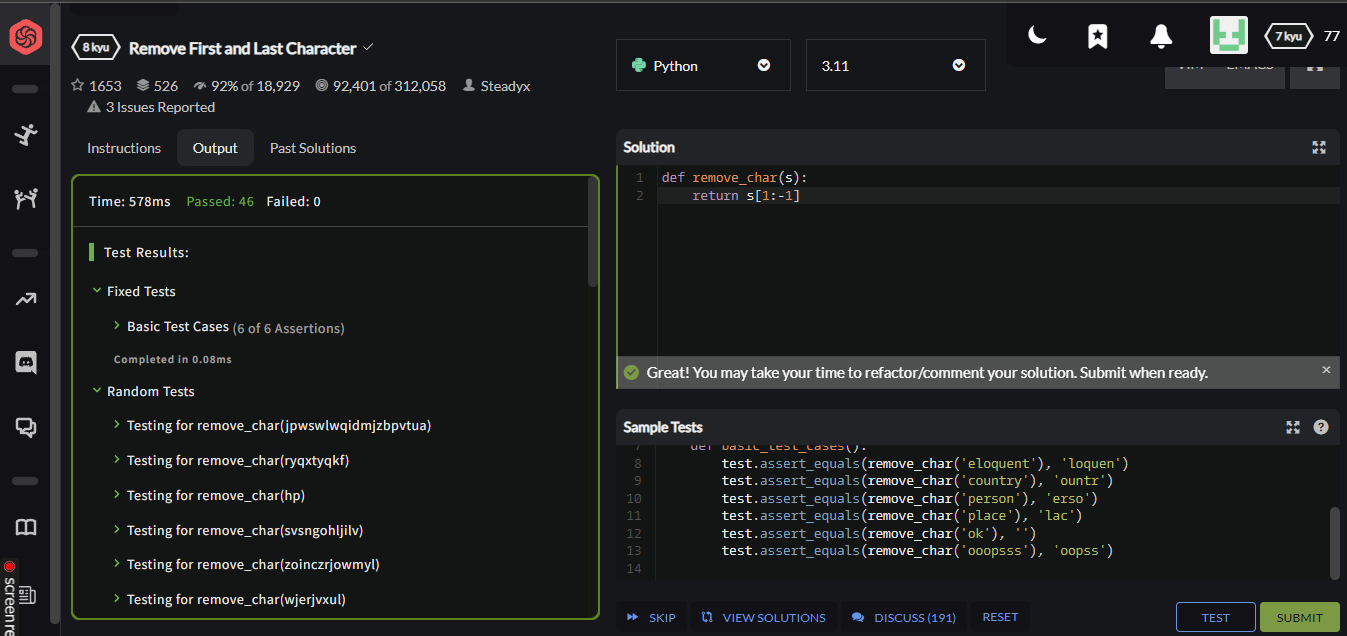 8 kyu Remove First and Last Character
7 kyu 77
1653 526 92% of 18,929 92,401 of 312,058 Steadyx
3 Issues Reported
Python 3.11
VIM EMACS
Instructions Output Past Solutions
Time: 578ms Passed: 46 Failed: 0
Test Results:
Fixed Tests
Basic Test Cases (6 of 6 Assertions)
Completed in 0.08ms
Random Tests
Testing for remove_char(jpwswlwqidmjzbpvtua)
Testing for remove_char(ryqxtyqkf)
Testing for remove_char(hp)
Testing for remove_char(svsngohljilv)
Testing for remove_char(zoinczrjowmyl)
Testing for remove_char(wjerjvxul)
screen re
Solution
1 def remove_char(s):
2 return s[1:-1]
Great! You may take your time to refactor/comment your solution. Submit when ready.
Sample Tests
7 def basic_test_cases():
8 test.assert_equals(remove_char('eloquent'), 'loquen')
9 test.assert_equals(remove_char('country'), 'ountr')
10 test.assert_equals(remove_char('person'), 'erso')
11 test.assert_equals(remove_char('place'), 'lac')
12 test.assert_equals(remove_char('ok'), '')
13 test.assert_equals(remove_char('ooopsss'), 'oopss')
14
SKIP VIEW SOLUTIONS DISCUSS (191) RESET TEST SUBMIT